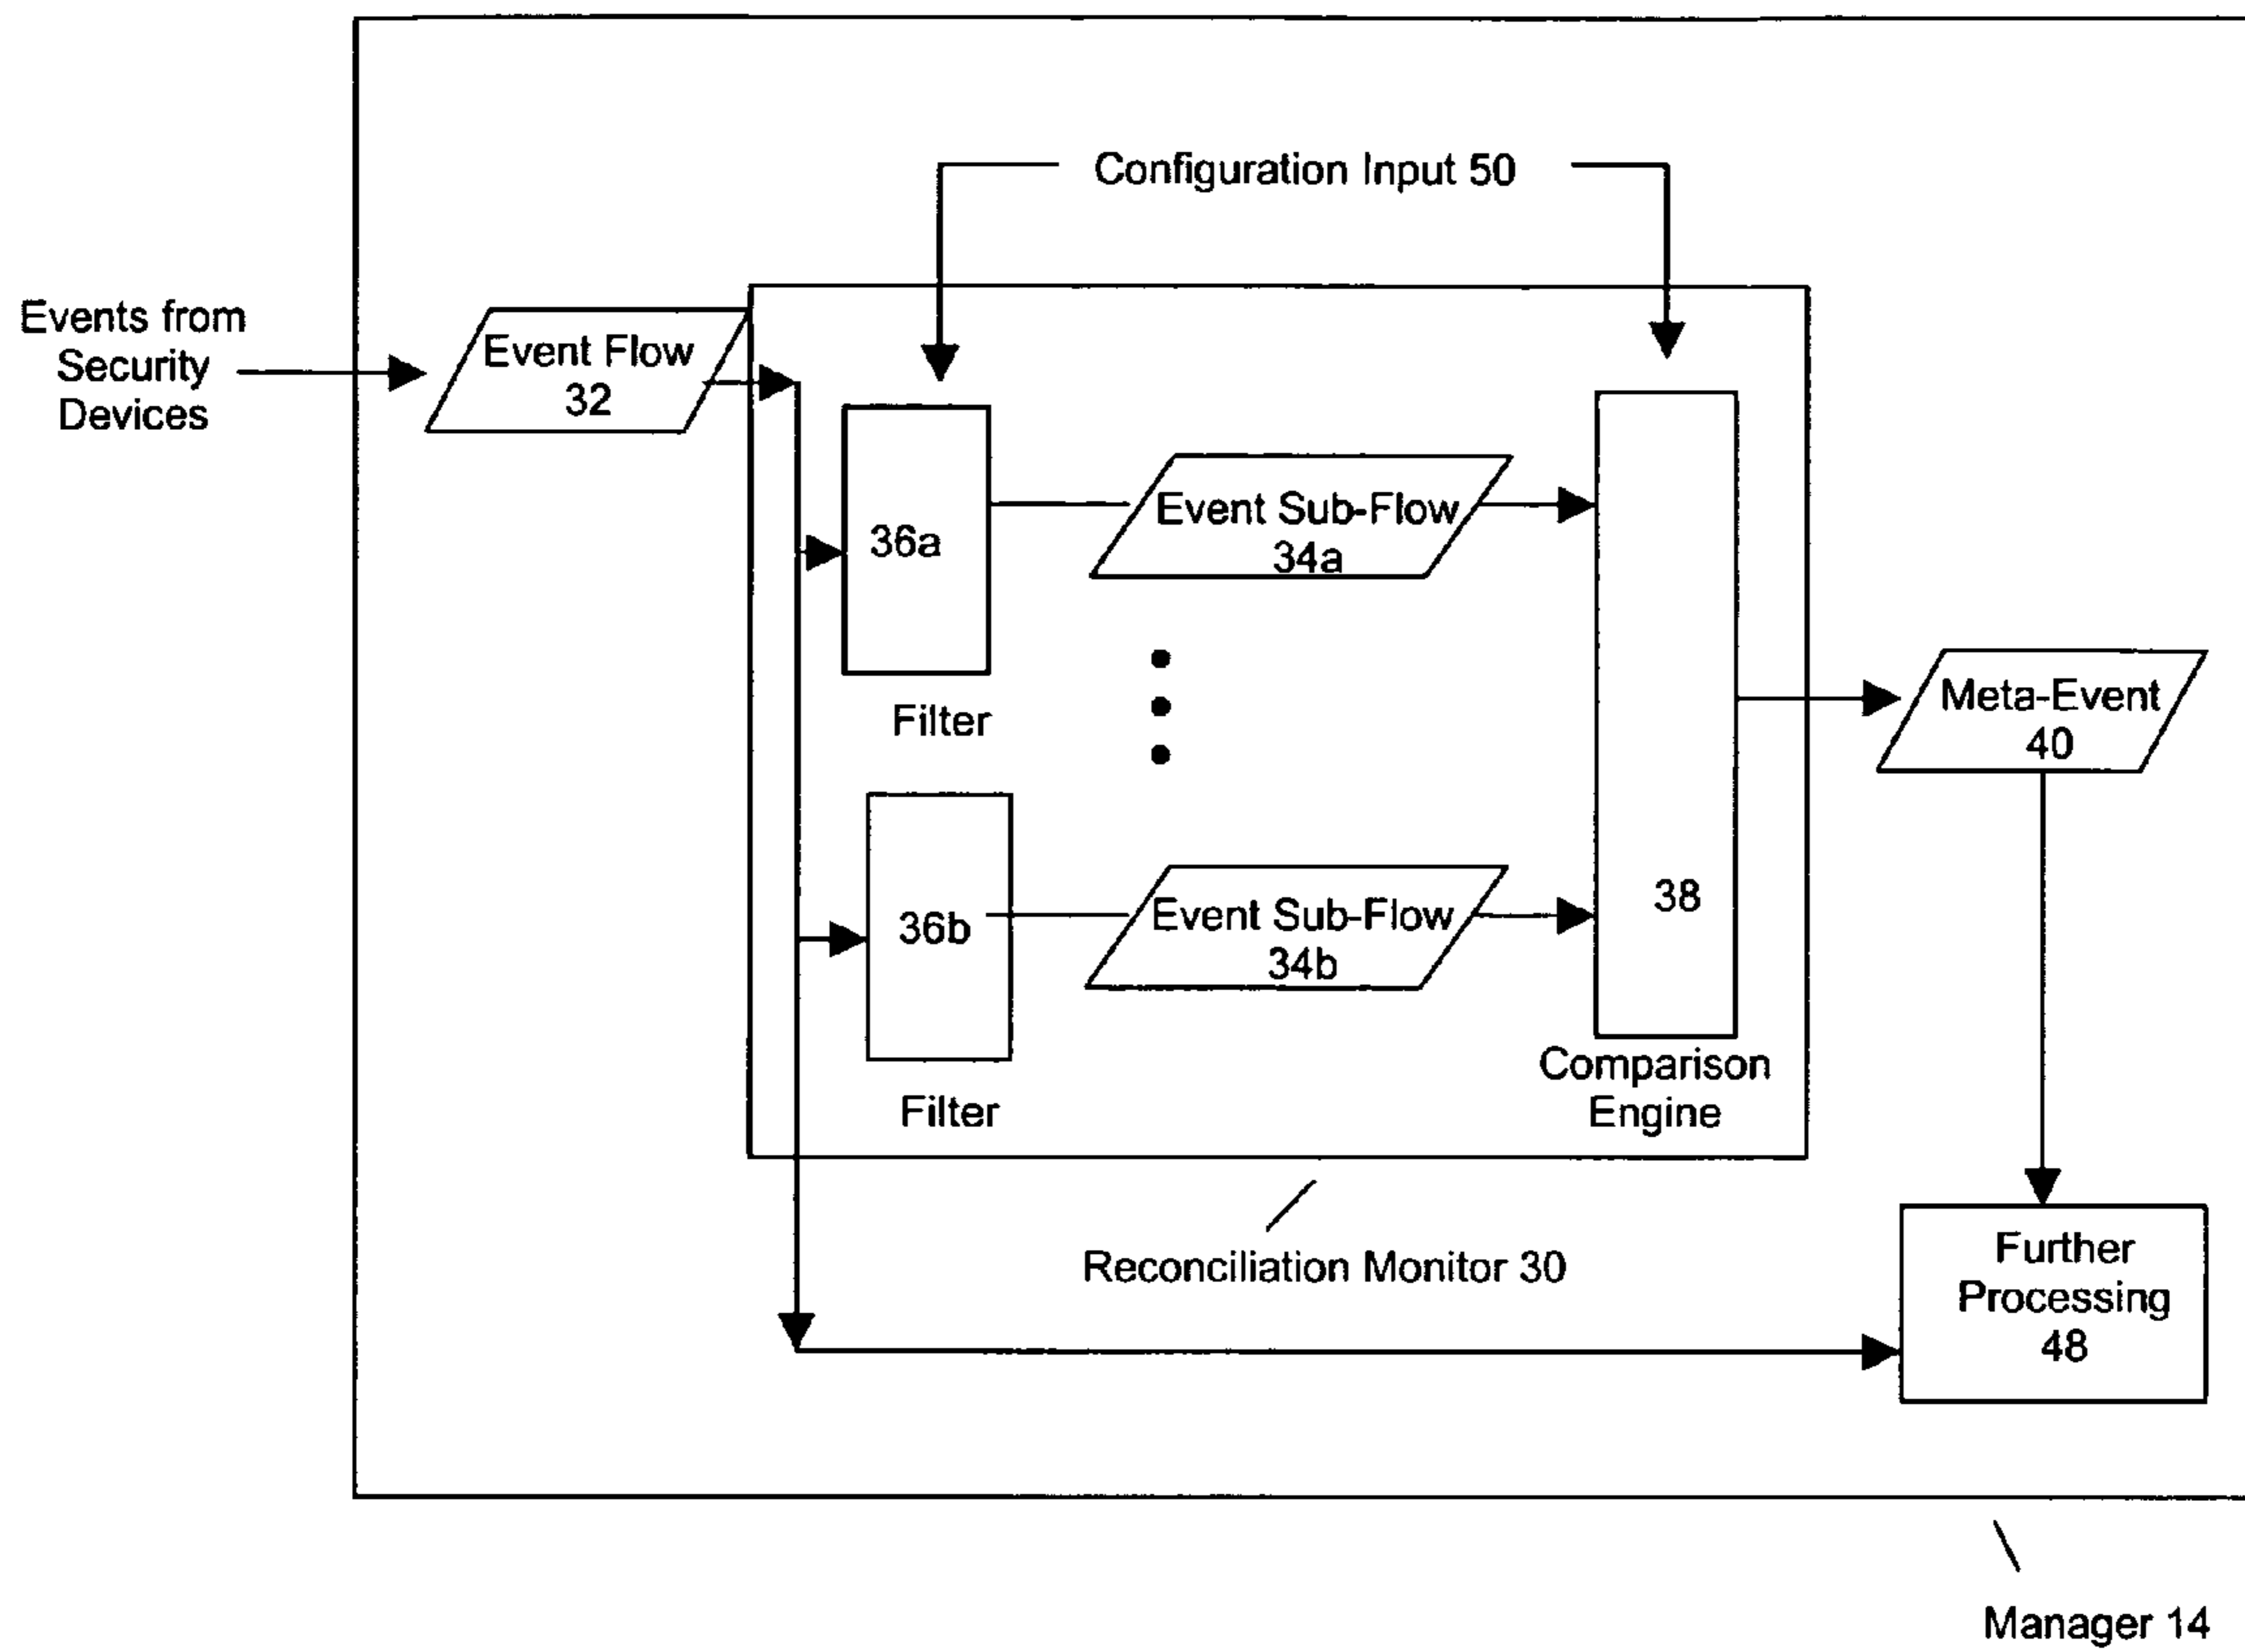 Configuration Input 50
Events from
Security
Devices
Event Flow
32
36a
Filter
Event Sub-Flow
34a
36b
Filter
Event Sub-Flow
34b
38
Comparison
Engine
Meta-Event
40
Reconciliation Monitor 30
Further
Processing
48
Manager 14